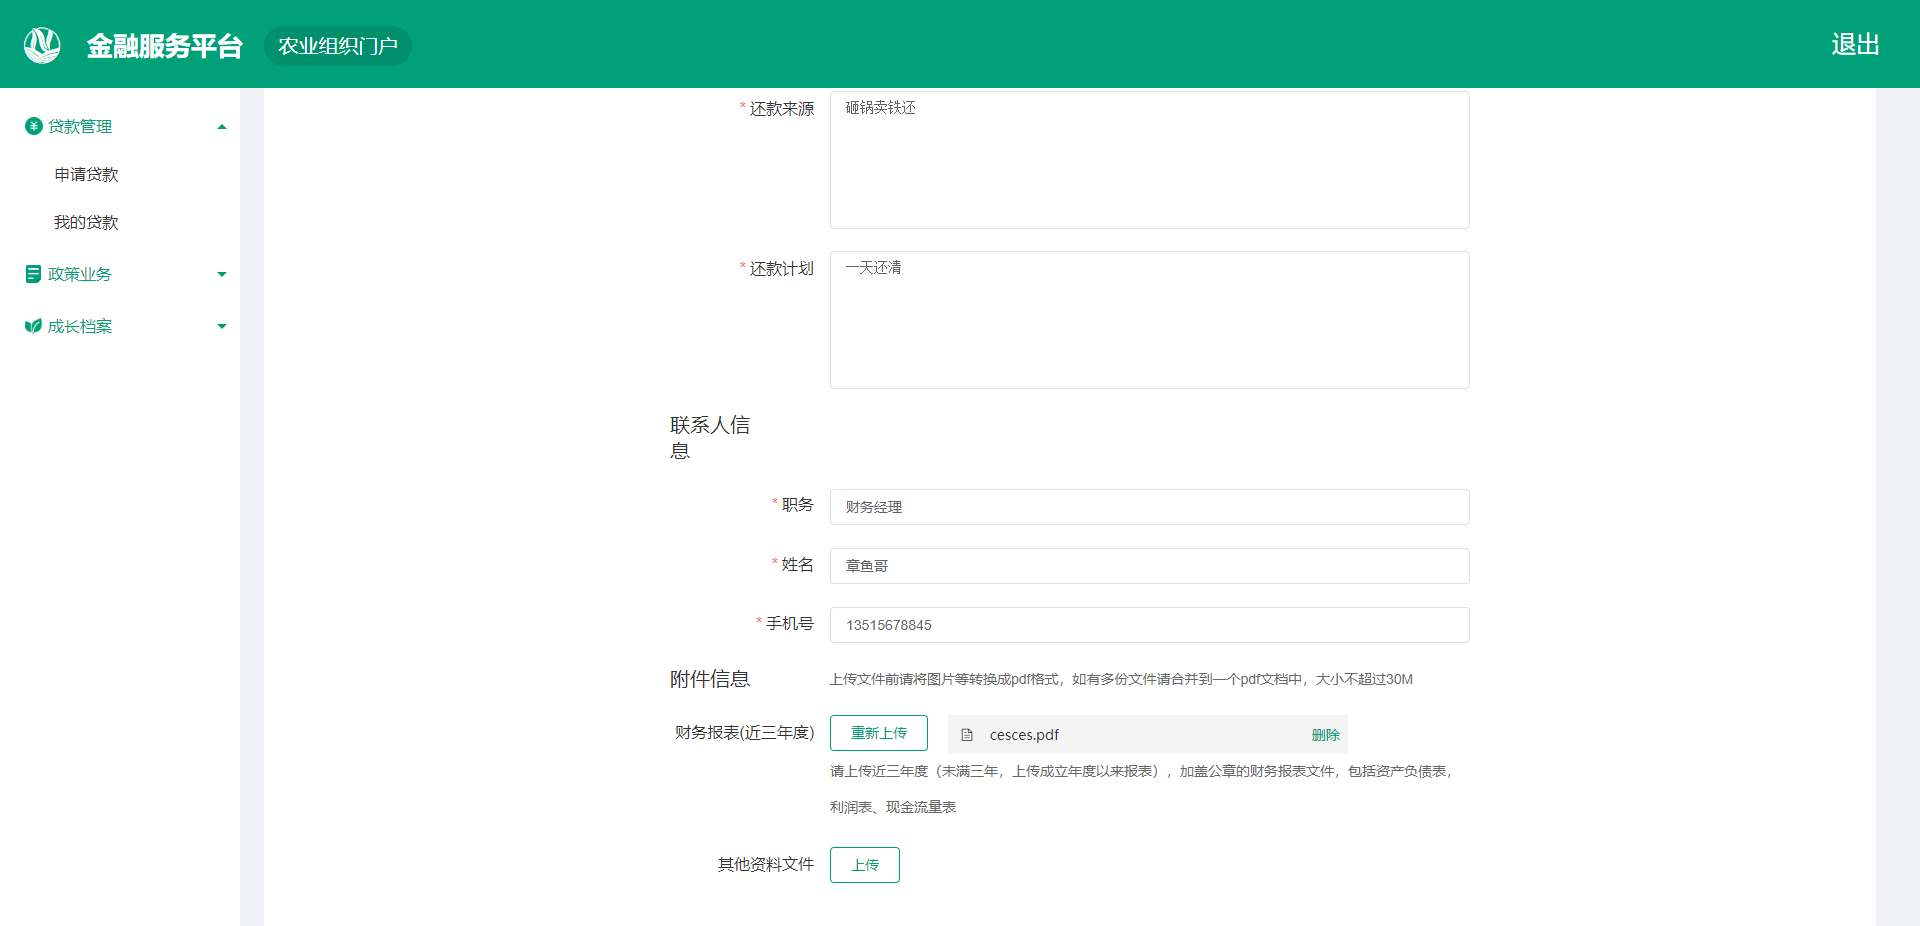 金融服务平台 农业组织门户 退出
贷款管理
申请贷款
我的贷款
政策业务
成长档案
* 还款来源 砸锅卖铁还
* 还款计划 一天还清
联系人信
息
* 职务 财务经理
* 姓名 章鱼哥
* 手机号 13515678845
附件信息 上传文件前请将图片等转换成pdf格式，如有多份文件请合并到一个pdf文档中，大小不超过30M
财务报表(近三年度) 重新上传 cesces.pdf 删除
请上传近三年度（未满三年，上传成立年度以来报表），加盖公章的财务报表文件，包括资产负债表，
利润表、现金流量表
其他资料文件 上传